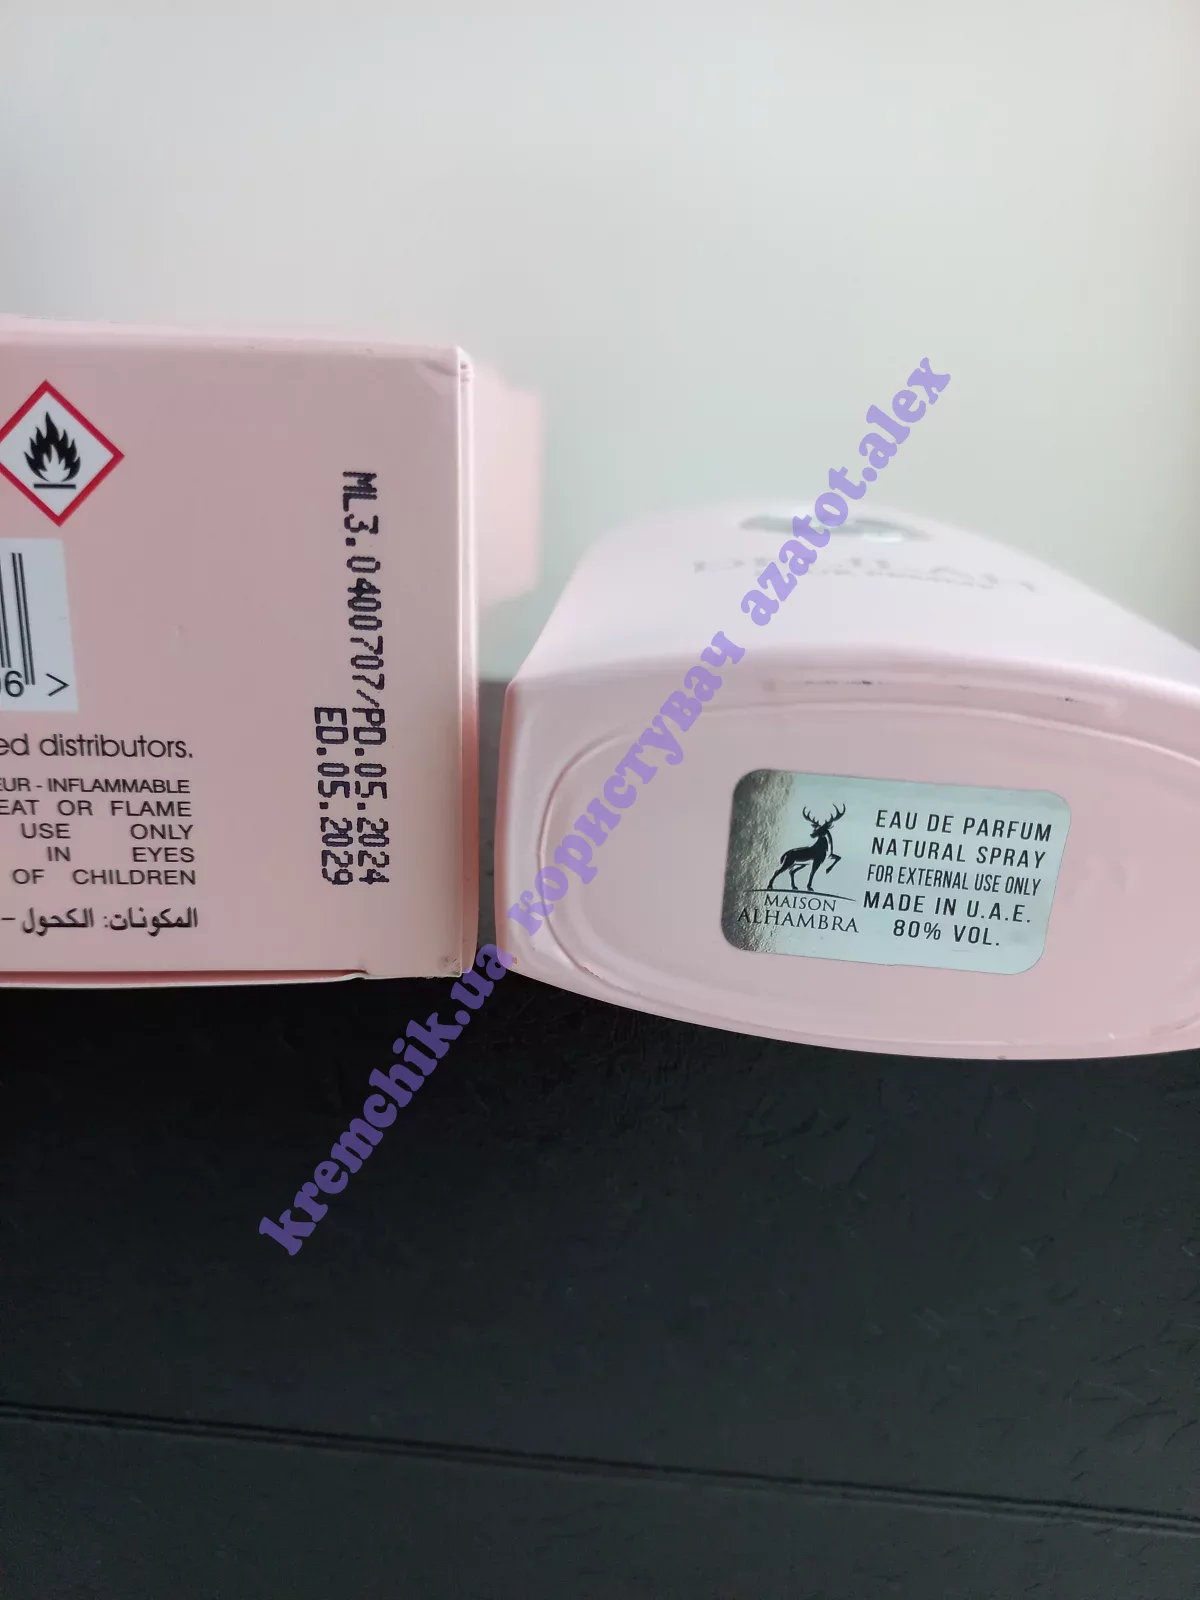 ML3.040707/PD.05.2024
ED.05.2029
96 >
ed distributors.
EUR - INFLAMMABLE
EAT OR FLAME
USE ONLY
IN EYES
OF CHILDREN
المكونات: الكحول –
EAU DE PARFUM
NATURAL SPRAY
FOR EXTERNAL USE ONLY
MADE IN U.A.E.
80% VOL.
MAISON
ALHAMBRA
kremchik.ua користувач azatot.alex